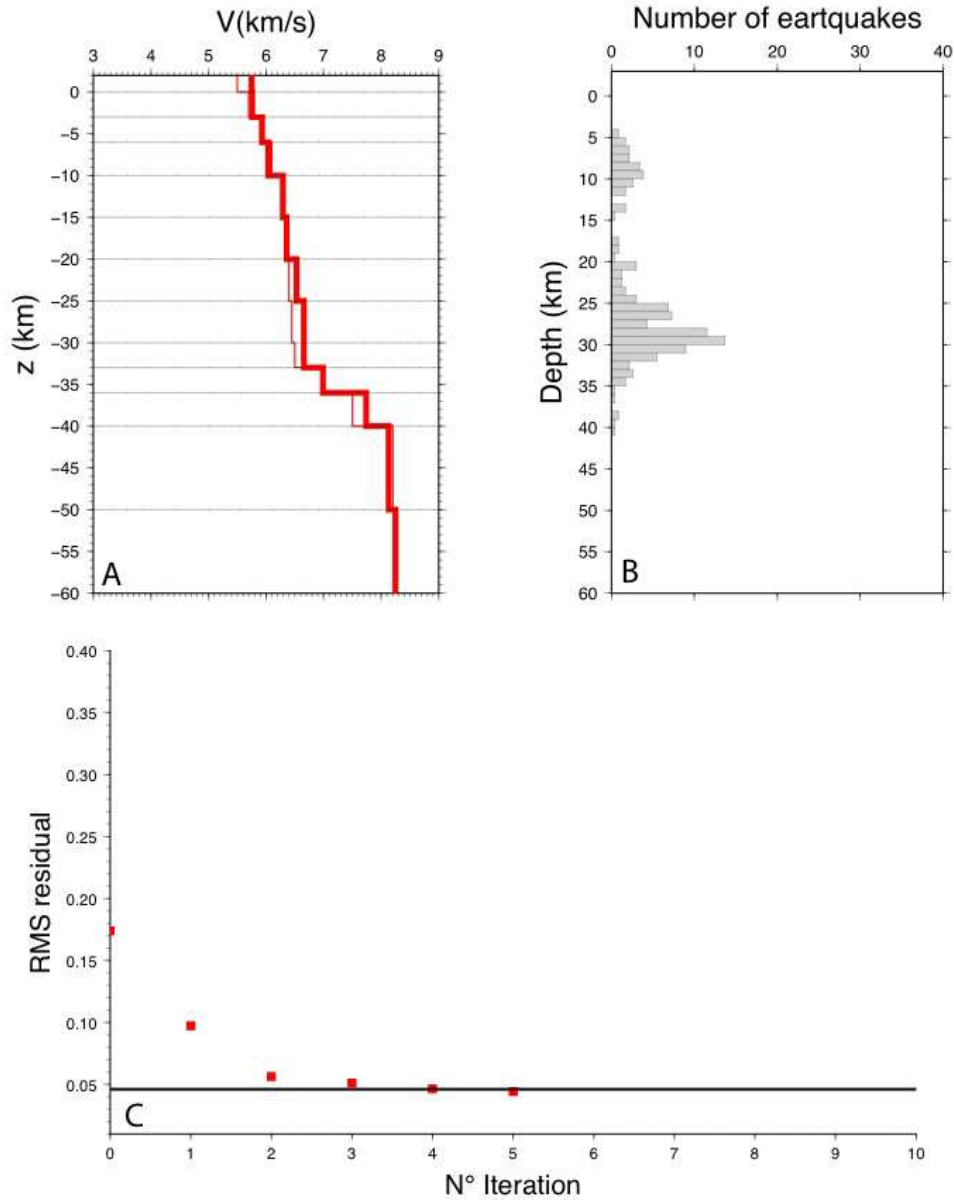 V(km/s)
3 4 5 6 7 8 9
0
−5
−10
−15
−20
−25
−30
−35
−40
−45
−50
−55
−60
z (km)
A
Number of eartquakes
0 10 20 30 40
0
5
10
15
20
25
30
35
40
45
50
55
60
Depth (km)
B
0.40
0.35
0.30
0.25
0.20
0.15
0.10
0.05
RMS residual
C
0 1 2 3 4 5 6 7 8 9 10
N° Iteration